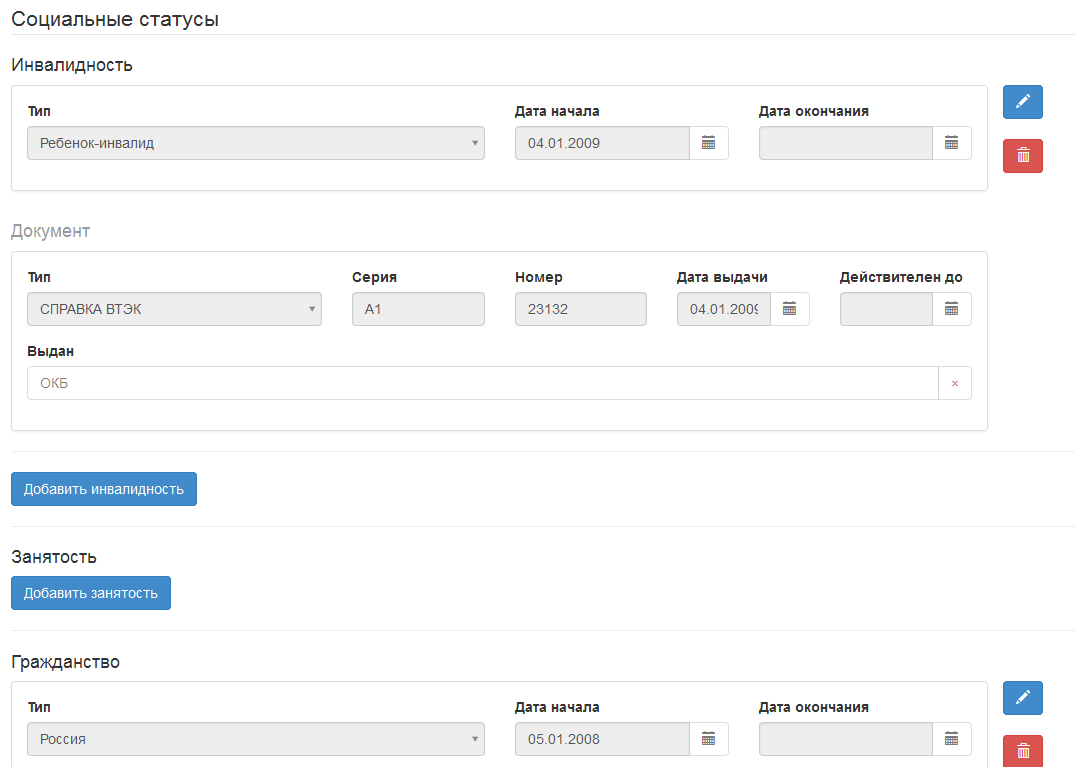 Социальные статусы
Инвалидность
Тип Дата начала Дата окончания
Ребенок-инвалид 04.01.2009
Документ
Тип Серия Номер Дата выдачи Действителен до
СПРАВКА ВТЭК А1 23132 04.01.2009
Выдан
ОКБ ×
Добавить инвалидность
Занятость
Добавить занятость
Гражданство
Тип Дата начала Дата окончания
Россия 05.01.2008